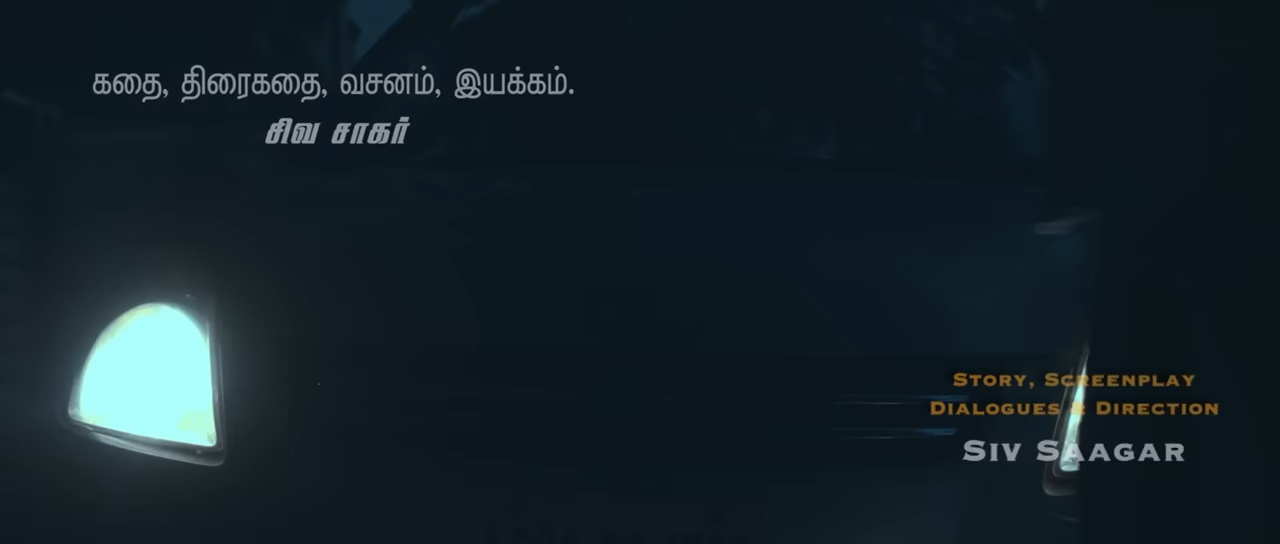 கதை, திரைகதை, வசனம், இயக்கம்.
சிவ சாகர்
STORY, SCREENPLAY
DIALOGUES & DIRECTION
SIV SAAGAR